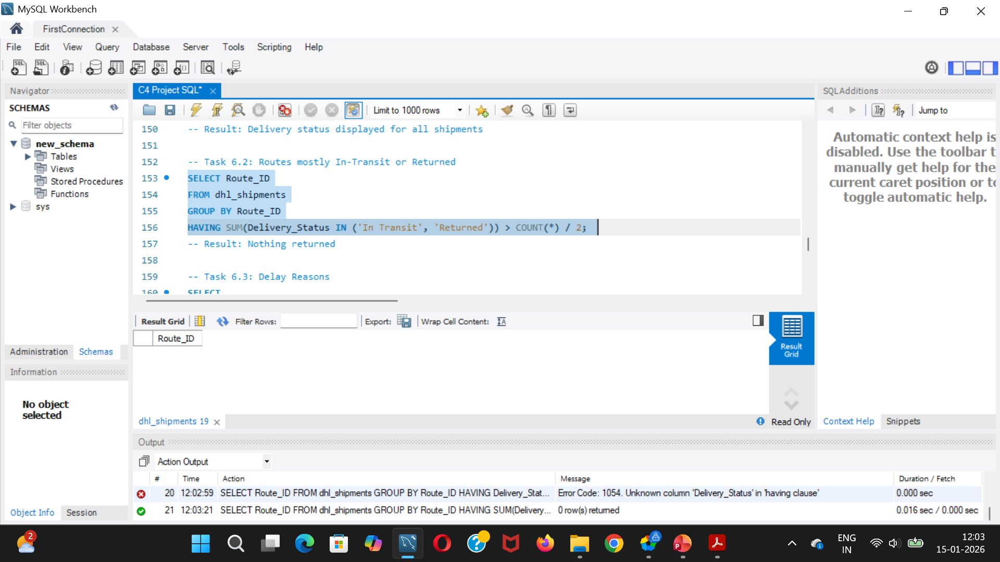 MySQL Workbench
FirstConnection
File Edit View Query Database Server Tools Scripting Help
Navigator
SCHEMAS
Filter objects
new_schema
Tables
Views
Stored Procedures
Functions
sys
Administration Schemas
Information
No object
selected
Object Info Session
C4 Project SQL*
Limit to 1000 rows
150 -- Result: Delivery status displayed for all shipments
151
152 -- Task 6.2: Routes mostly In-Transit or Returned
153 SELECT Route_ID
154 FROM dhl_shipments
155 GROUP BY Route_ID
156 HAVING SUM(Delivery_Status IN ('In Transit', 'Returned')) > COUNT(*) / 2;
157 -- Result: Nothing returned
158
159 -- Task 6.3: Delay Reasons
160 SELECT
Result Grid Filter Rows: Export: Wrap Cell Content:
Route_ID
Result
Grid
dhl_shipments 19
Read Only
SQLAdditions
Jump to
Automatic context help is
disabled. Use the toolbar t
manually get help for the
current caret position or to
toggle automatic help.
Context Help Snippets
Output
Action Output
# Time Action Message Duration / Fetch
20 12:02:59 SELECT Route_ID FROM dhl_shipments GROUP BY Route_ID HAVING Delivery_Stat... Error Code: 1054. Unknown column 'Delivery_Status' in 'having clause' 0.000 sec
21 12:03:21 SELECT Route_ID FROM dhl_shipments GROUP BY Route_ID HAVING SUM(Delivery... 0 row(s) returned 0.016 sec / 0.000 sec
2
ENG
IN
12:03
15-01-2026